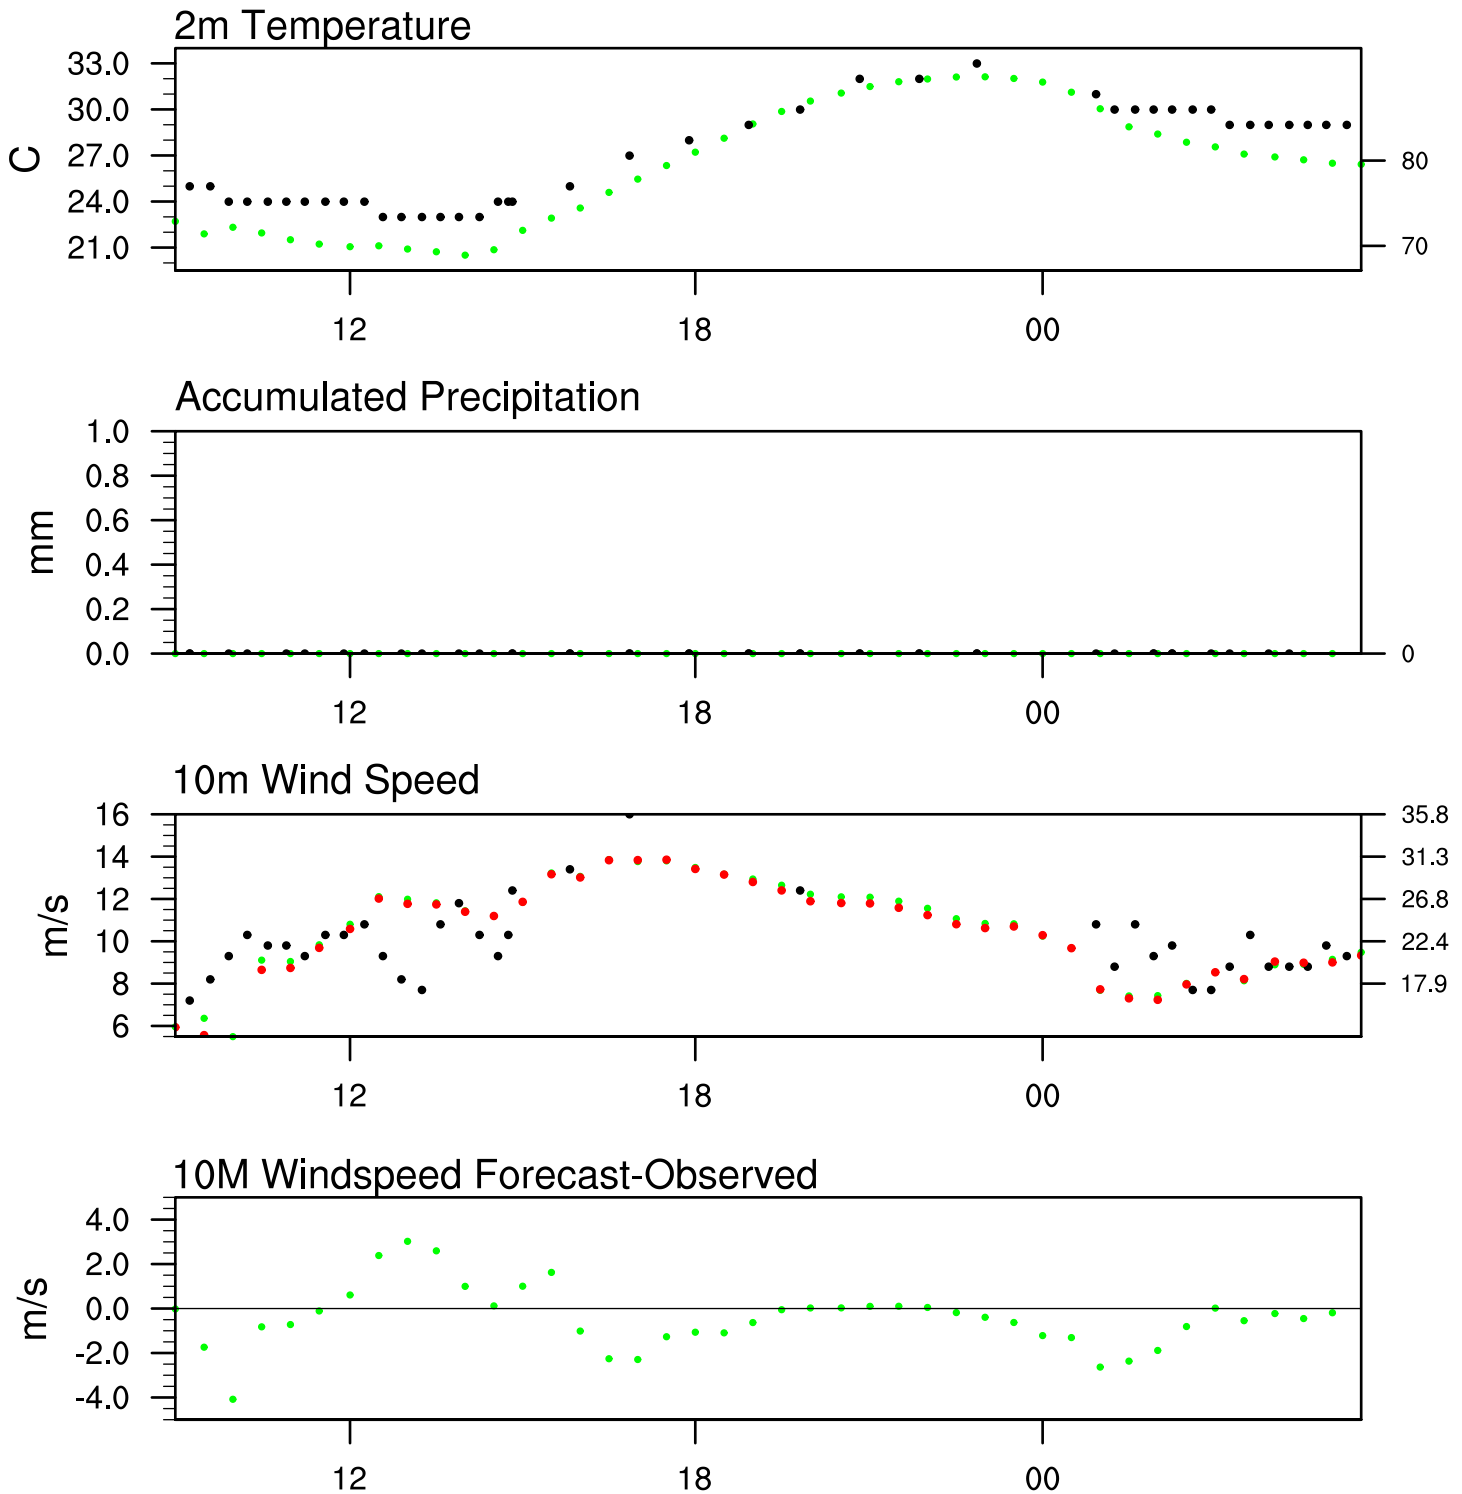 2m Temperature
33.0
30.0
27.0
24.0
21.0
C
80
70
12 18 00
Accumulated Precipitation
1.0
0.8
0.6
0.4
0.2
0.0
mm
0
12 18 00
10m Wind Speed
16
14
12
10
8
6
m/s
35.8
31.3
26.8
22.4
17.9
12 18 00
10M Windspeed Forecast-Observed
4.0
2.0
0.0
-2.0
-4.0
m/s
12 18 00